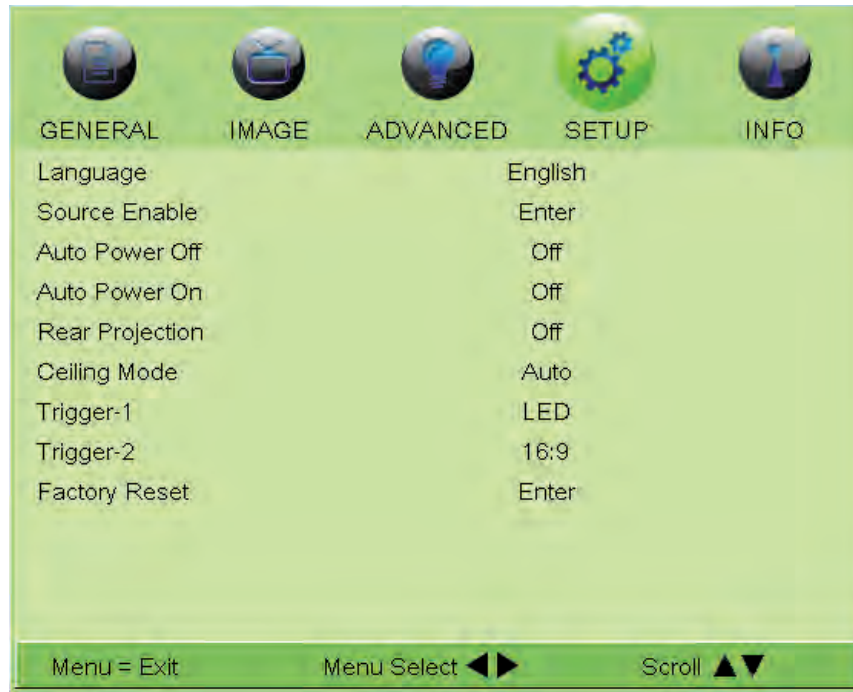 GENERAL IMAGE ADVANCED SETUP INFO
Language English
Source Enable Enter
Auto Power Off Off
Auto Power On Off
Rear Projection Off
Ceiling Mode Auto
Trigger-1 LED
Trigger-2 16:9
Factory Reset Enter
Menu = Exit Menu Select ◀▶ Scroll ▲▼